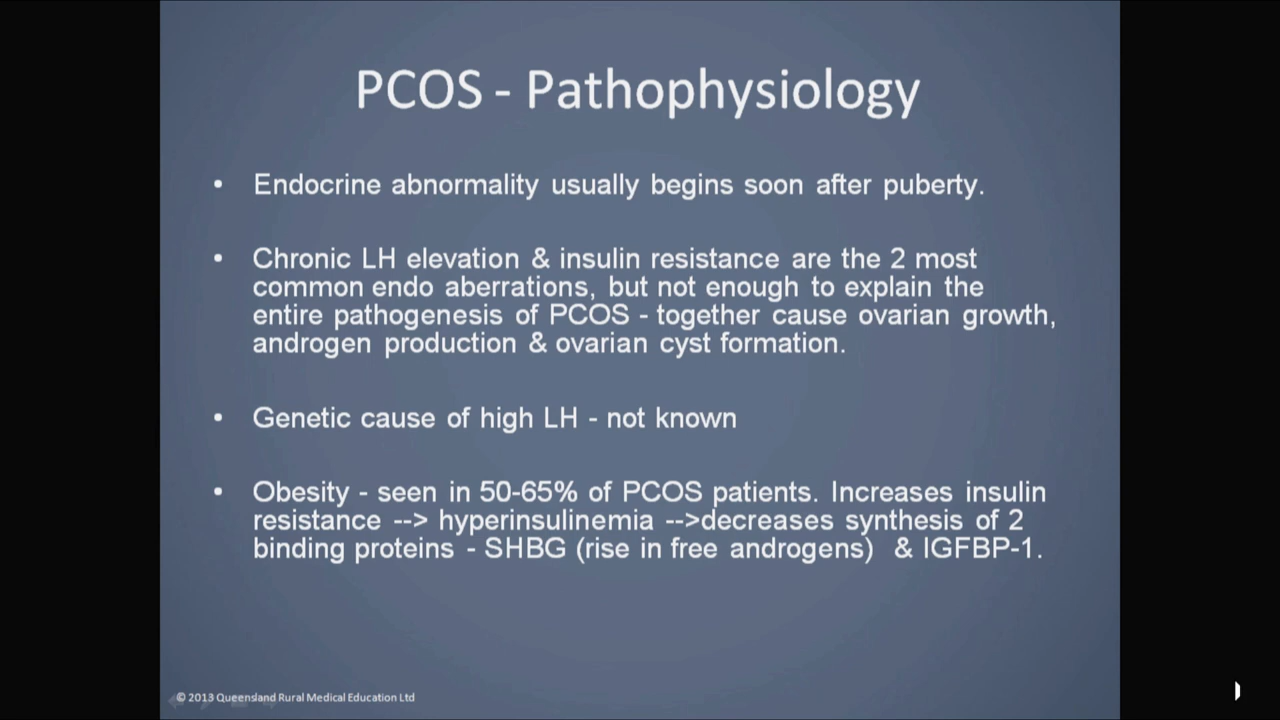 PCOS - Pathophysiology
• Endocrine abnormality usually begins soon after puberty.
• Chronic LH elevation & insulin resistance are the 2 most
common endo aberrations, but not enough to explain the
entire pathogenesis of PCOS - together cause ovarian growth,
androgen production & ovarian cyst formation.
• Genetic cause of high LH - not known
• Obesity - seen in 50-65% of PCOS patients. Increases insulin
resistance --> hyperinsulinemia -->decreases synthesis of 2
binding proteins - SHBG (rise in free androgens) & IGFBP-1.
© 2013 Queensland Rural Medical Education Ltd